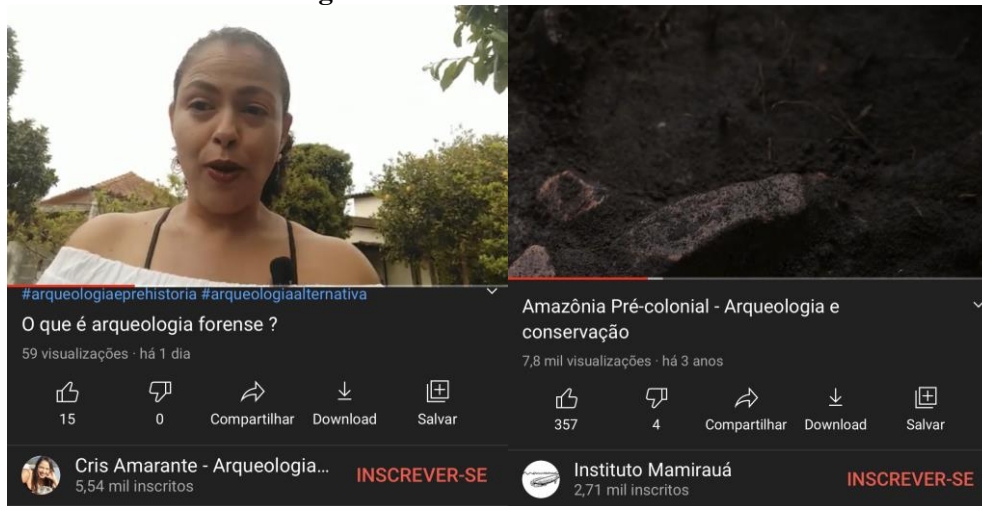 #arqueologiaeprehistoria #arqueologiaalternativa
O que é arqueologia forense ?
59 visualizações · há 1 dia
15
0
Compartilhar
Download
Salvar
Cris Amarante - Arqueologia...
5,54 mil inscritos
INSCREVER-SE
Amazônia Pré-colonial - Arqueologia e
conservação
7,8 mil visualizações · há 3 anos
357
4
Compartilhar
Download
Salvar
Instituto Mamirauá
2,71 mil inscritos
INSCREVER-SE